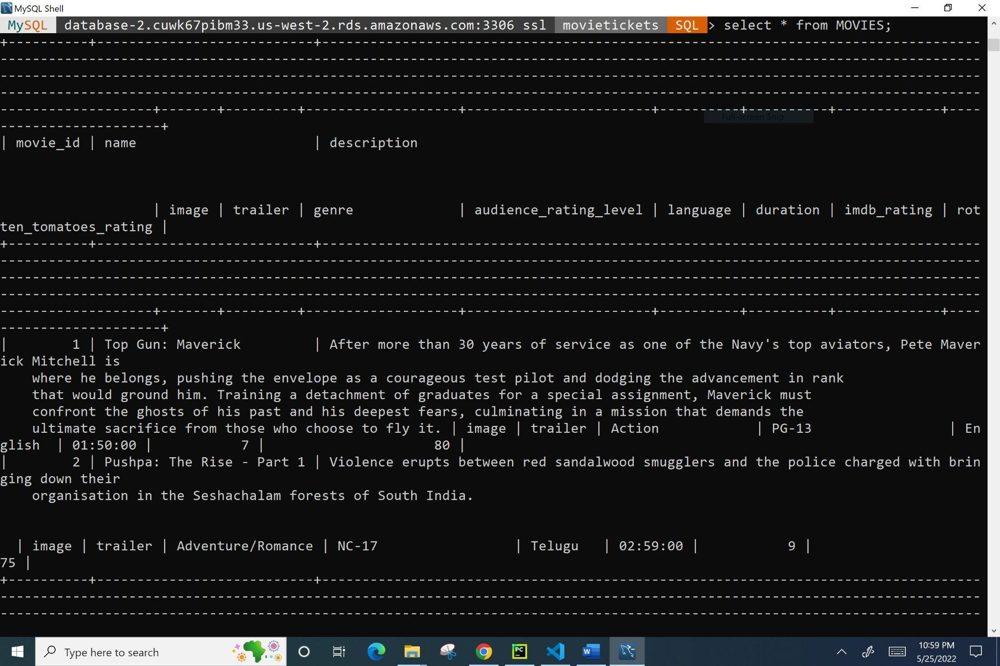 MySQL Shell
MySQL database-2.cuwk67pibm33.us-west-2.rds.amazonaws.com:3306 ssl movietickets SQL > select * from MOVIES;
+----------+---------------------------+----------------------------------------------------------------------------------
--------------------------------------------------------------------------------------------------------------------------
--------------------------------------------------------------------------------------------------------------------------
--------------------------------------------------------------------------------------------------------------------------
-------------------+-------+---------+-------------------+-----------------------+----------+----------+-------------+----
--------------------+
Full-screen Snip
| movie_id | name | description
| image | trailer | genre | audience_rating_level | language | duration | imdb_rating | rot
ten_tomatoes_rating |
+----------+---------------------------+----------------------------------------------------------------------------------
--------------------------------------------------------------------------------------------------------------------------
--------------------------------------------------------------------------------------------------------------------------
--------------------------------------------------------------------------------------------------------------------------
-------------------+-------+---------+-------------------+-----------------------+----------+----------+-------------+----
--------------------+
| 1 | Top Gun: Maverick | After more than 30 years of service as one of the Navy's top aviators, Pete Maver
ick Mitchell is
where he belongs, pushing the envelope as a courageous test pilot and dodging the advancement in rank
that would ground him. Training a detachment of graduates for a special assignment, Maverick must
confront the ghosts of his past and his deepest fears, culminating in a mission that demands the
ultimate sacrifice from those who choose to fly it. | image | trailer | Action | PG-13 | En
glish | 01:50:00 | 7 | 80 |
| 2 | Pushpa: The Rise - Part 1 | Violence erupts between red sandalwood smugglers and the police charged with brin
ging down their
organisation in the Seshachalam forests of South India.
| image | trailer | Adventure/Romance | NC-17 | Telugu | 02:59:00 | 9 |
75 |
+----------+---------------------------+----------------------------------------------------------------------------------
--------------------------------------------------------------------------------------------------------------------------
--------------------------------------------------------------------------------------------------------------------------
Type here to search
PC
W
10:59 PM
5/25/2022